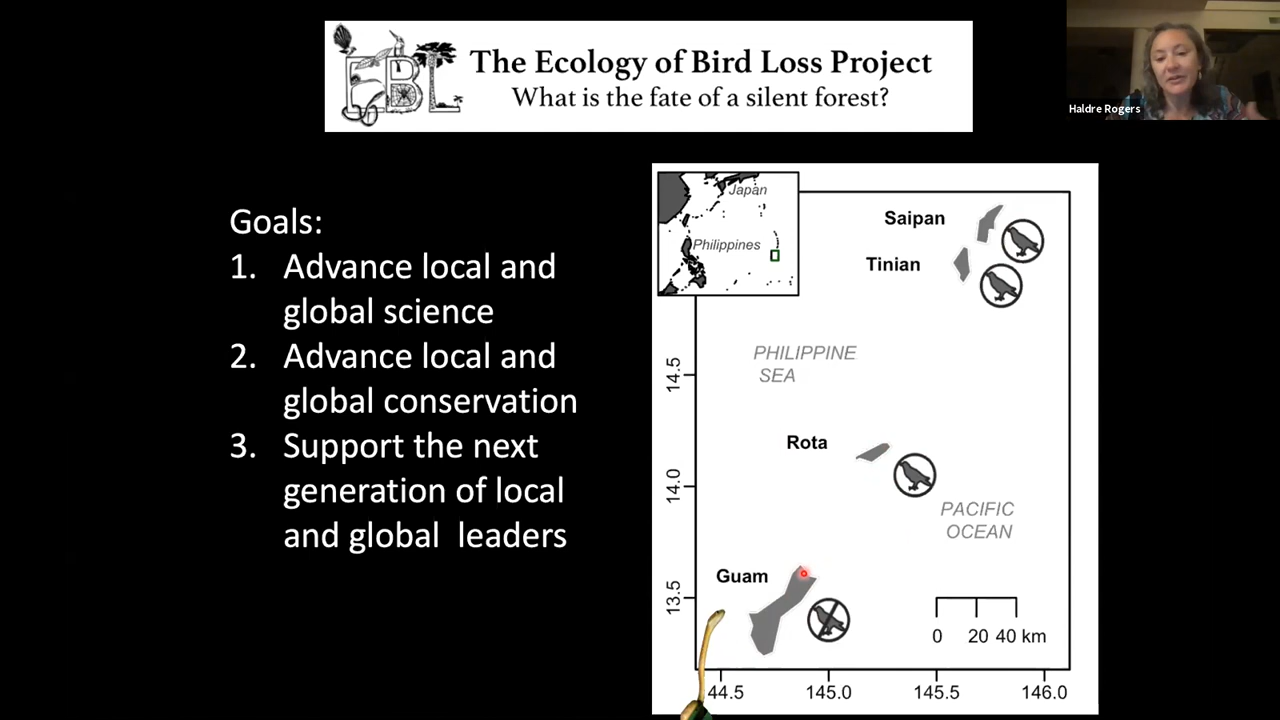 EBL
The Ecology of Bird Loss Project
What is the fate of a silent forest?
Haldre Rogers
Goals:
1. Advance local and
global science
2. Advance local and
global conservation
3. Support the next
generation of local
and global leaders
Japan
Philippines
Saipan
Tinian
PHILIPPINE
SEA
14.5
Rota
14.0
PACIFIC
OCEAN
Guam
13.5
0 20 40 km
44.5 145.0 145.5 146.0